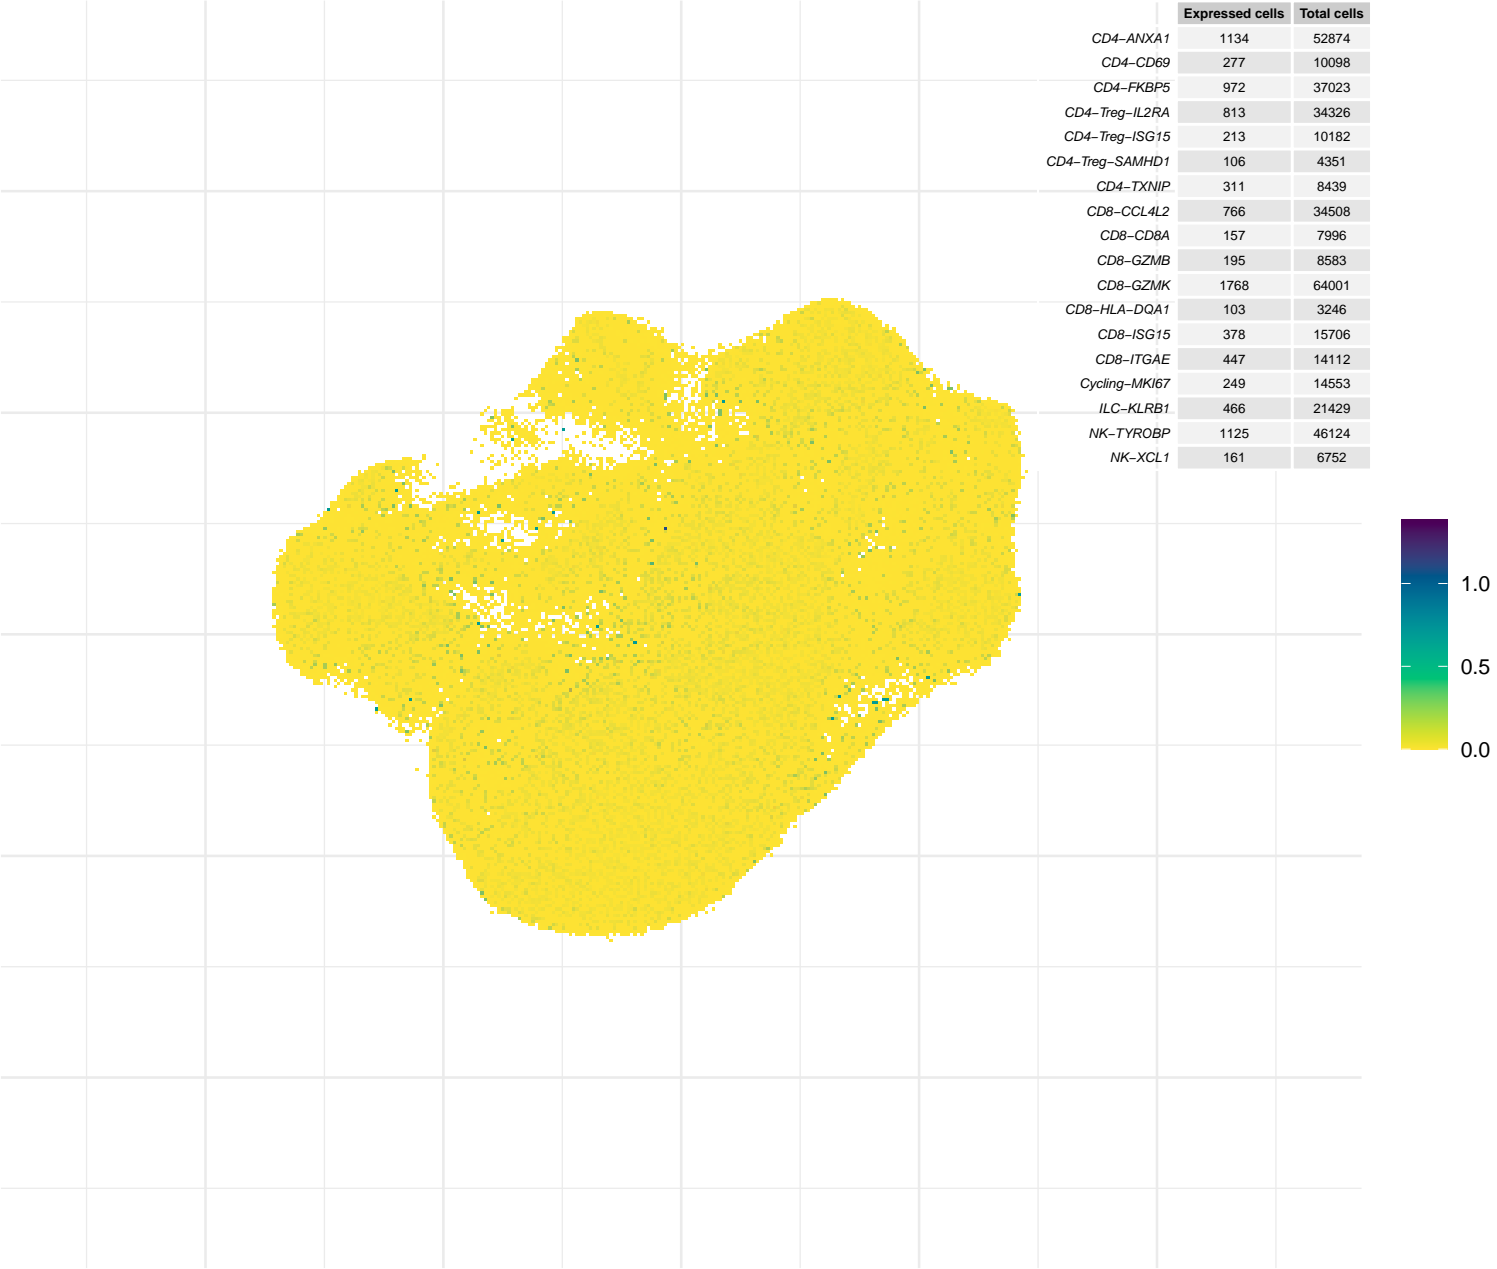 Expressed cells Total cells
CD4−ANXA1 1134 52874
CD4−CD69 277 10098
CD4−FKBP5 972 37023
CD4−Treg−IL2RA 813 34326
CD4−Treg−ISG15 213 10182
CD4−Treg−SAMHD1 106 4351
CD4−TXNIP 311 8439
CD8−CCL4L2 766 34508
CD8−CD8A 157 7996
CD8−GZMB 195 8583
CD8−GZMK 1768 64001
CD8−HLA−DQA1 103 3246
CD8−ISG15 378 15706
CD8−ITGAE 447 14112
Cycling−MKI67 249 14553
ILC−KLRB1 466 21429
NK−TYROBP 1125 46124
NK−XCL1 161 6752
1.0
0.5
0.0